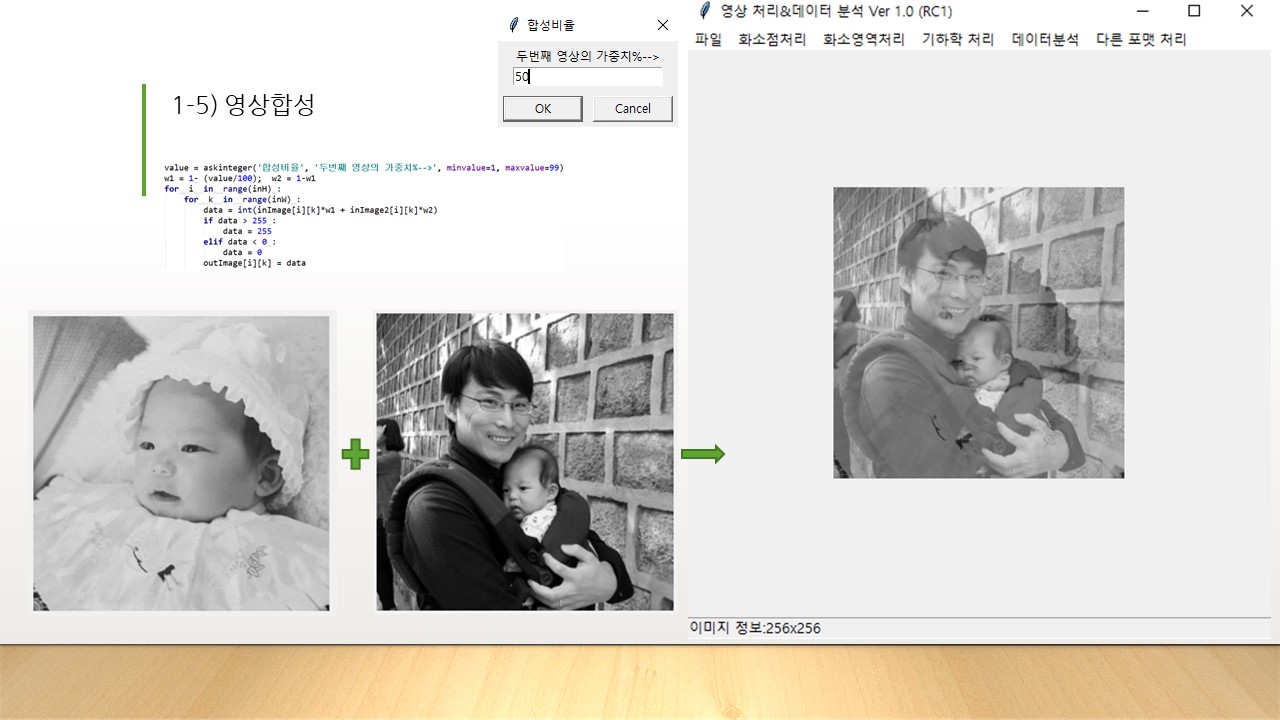 합성비율
두번째 영상의 가중치%-->
50
OK
Cancel
1-5) 영상합성
value = askinteger('합성비율', '두번째 영상의 가중치%-->', minvalue=1, maxvalue=99)
w1 = 1- (value/100);  w2 = 1-w1
for i in range(inH) :
    for k in range(inW) :
        data = int(inImage[i][k]*w1 + inImage2[i][k]*w2)
        if data > 255 :
            data = 255
        elif data < 0 :
            data = 0
        outImage[i][k] = data
영상 처리&데이터 분석 Ver 1.0 (RC1)
파일 화소점처리 화소영역처리 기하학 처리 데이터분석 다른 포맷 처리
이미지 정보:256x256